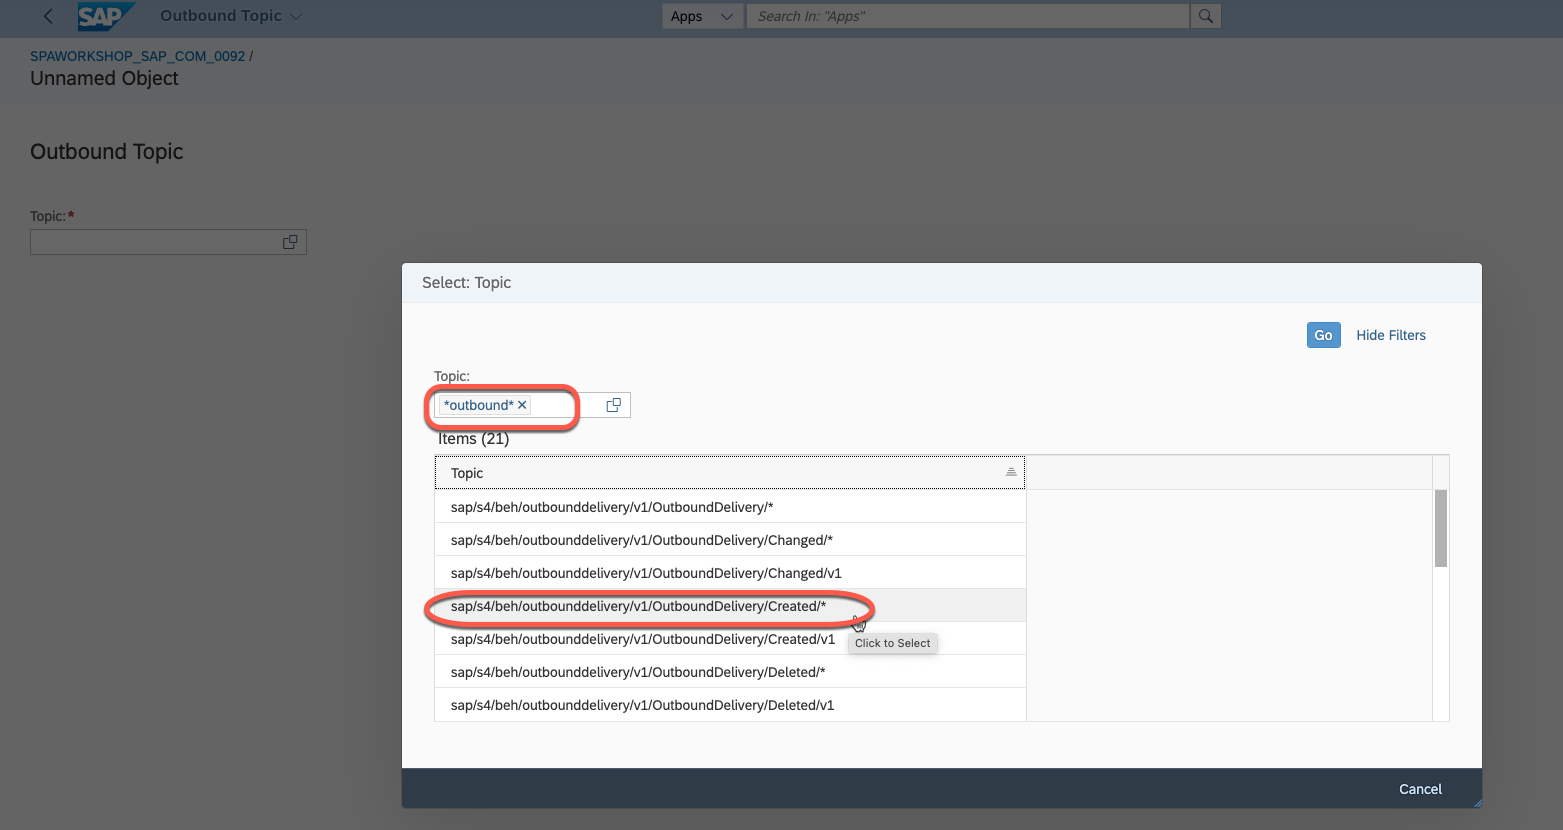 SAP Outbound Topic Apps Search In: "Apps"
SPAWORKSHOP_SAP_COM_0092 /
Unnamed Object
Outbound Topic
Topic:*
Select: Topic
Go Hide Filters
Topic:
*outbound*
Items (21)
Topic
sap/s4/beh/outbounddelivery/v1/OutboundDelivery/*
sap/s4/beh/outbounddelivery/v1/OutboundDelivery/Changed/*
sap/s4/beh/outbounddelivery/v1/OutboundDelivery/Changed/v1
sap/s4/beh/outbounddelivery/v1/OutboundDelivery/Created/*
sap/s4/beh/outbounddelivery/v1/OutboundDelivery/Created/v1
Click to Select
sap/s4/beh/outbounddelivery/v1/OutboundDelivery/Deleted/*
sap/s4/beh/outbounddelivery/v1/OutboundDelivery/Deleted/v1
Cancel